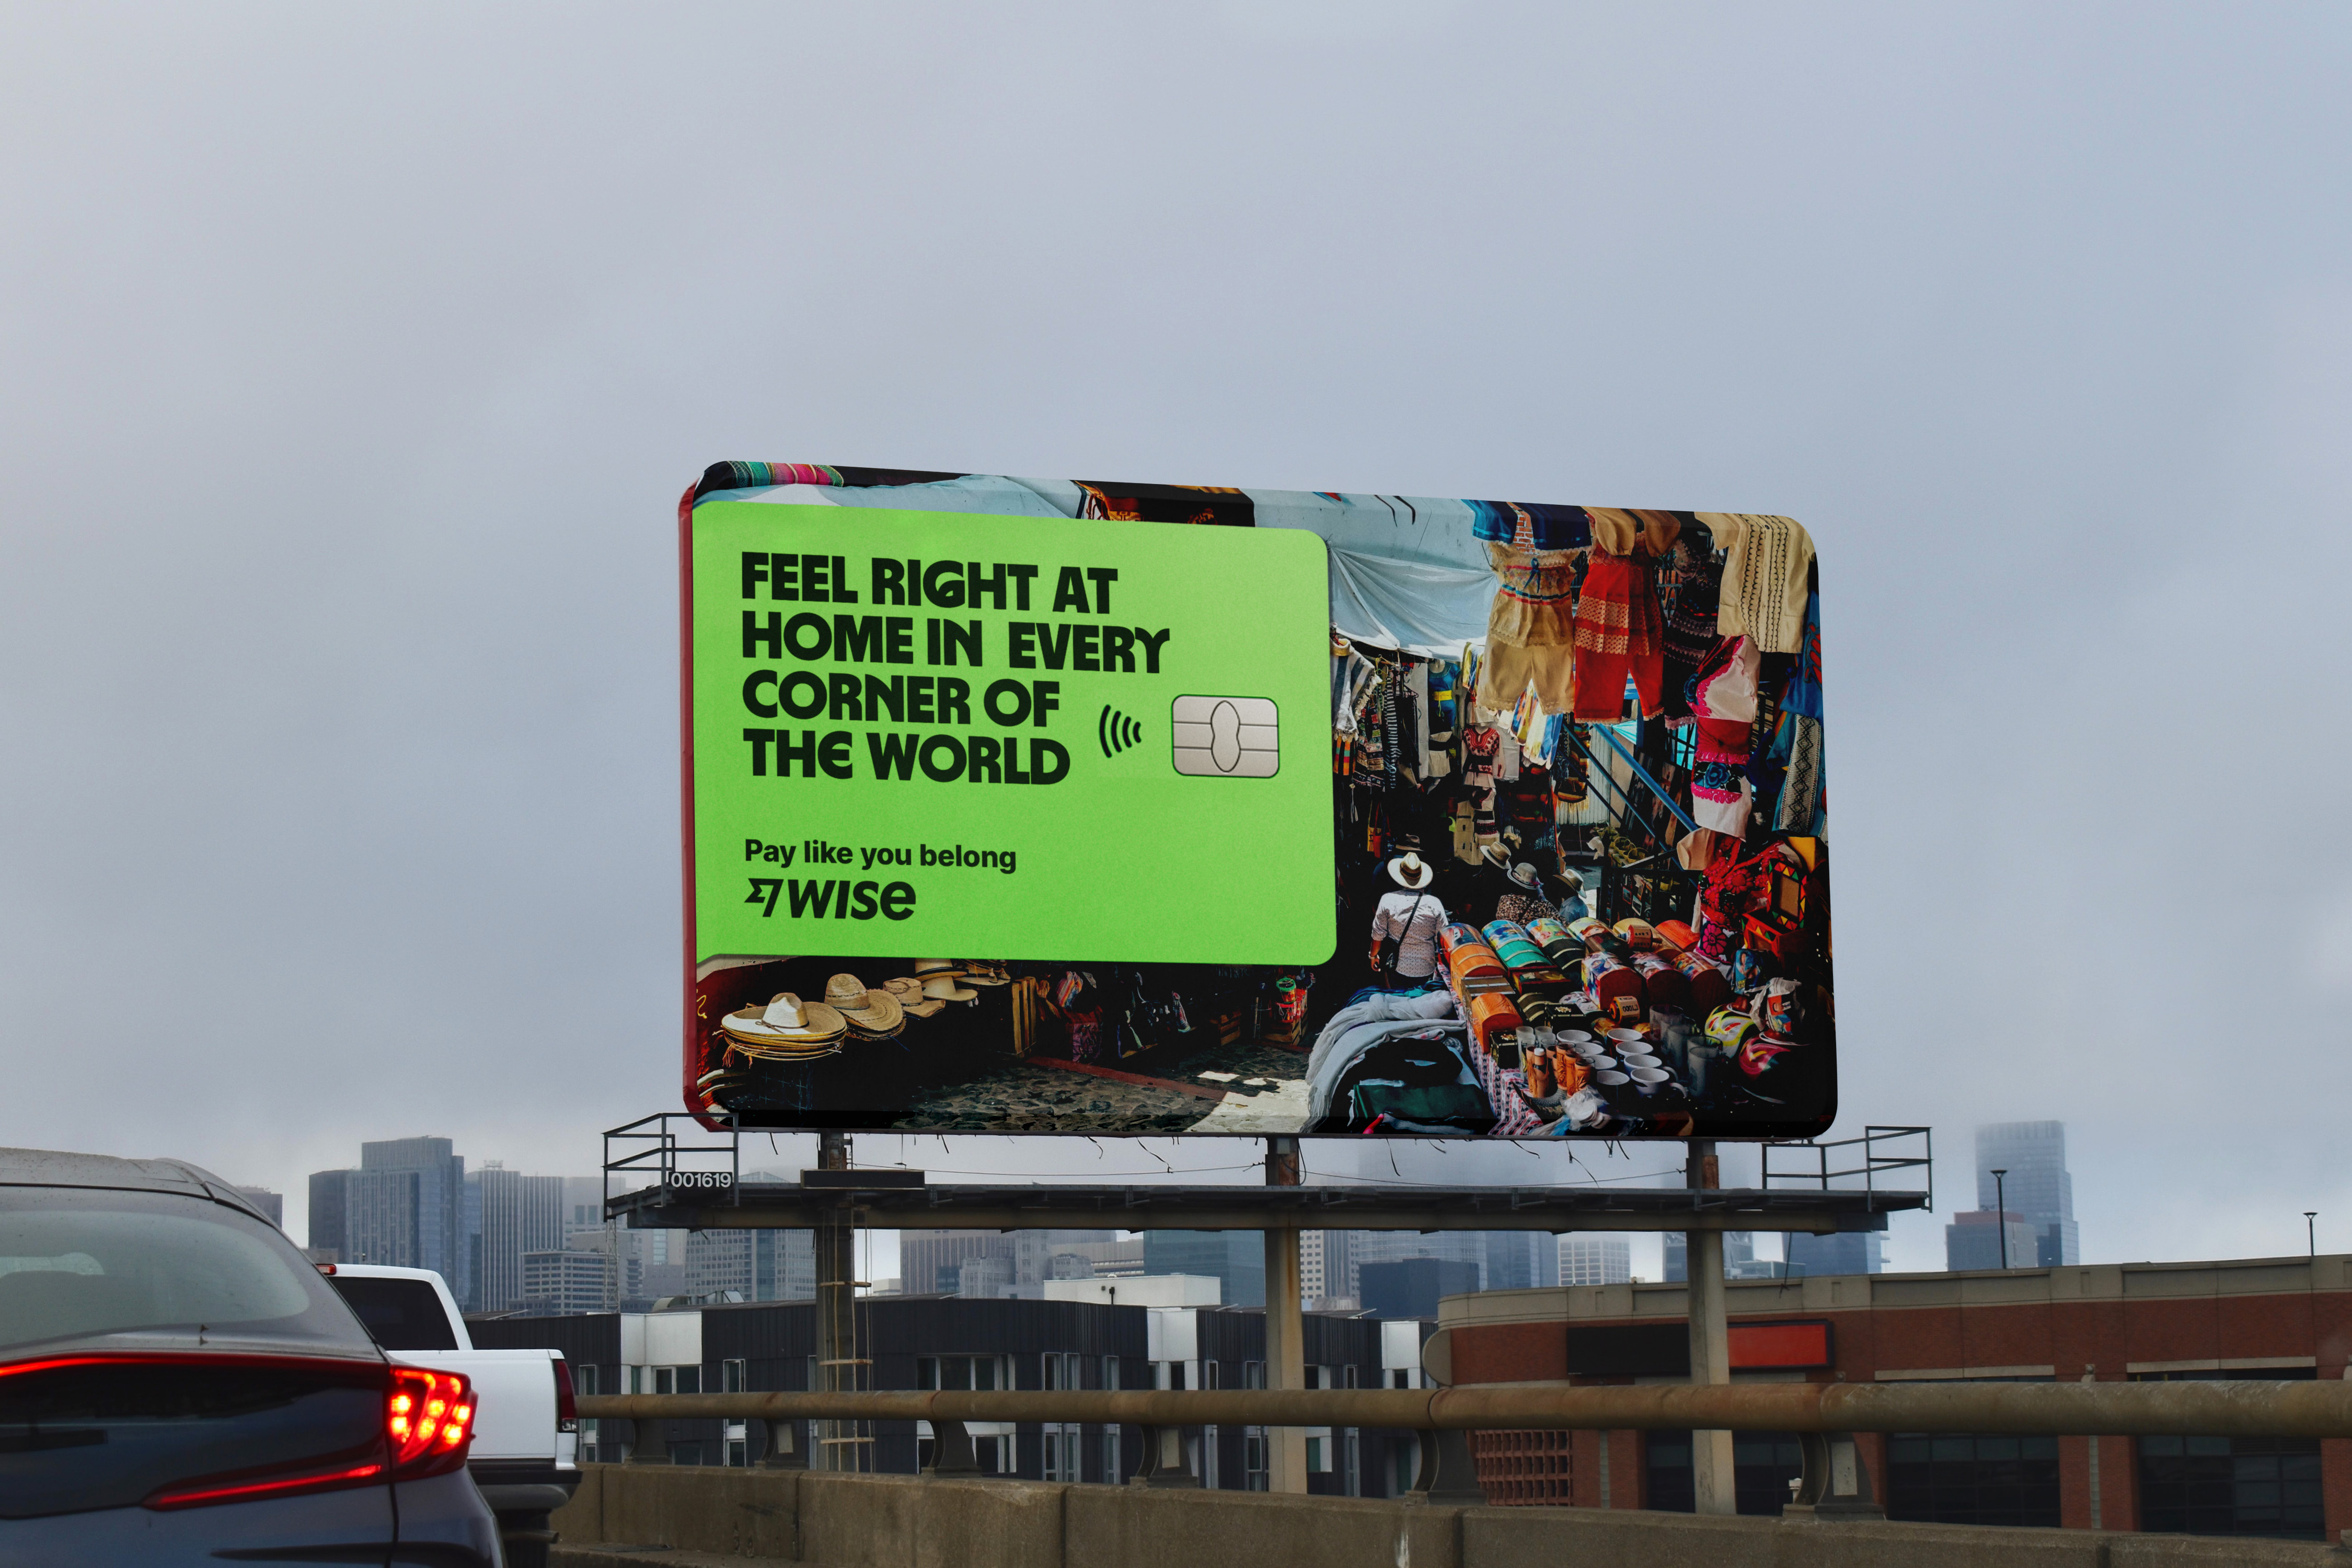 FEEL RIGHT AT
HOME IN EVERY
CORNER OF
THE WORLD
Pay like you belong
WISE
001619